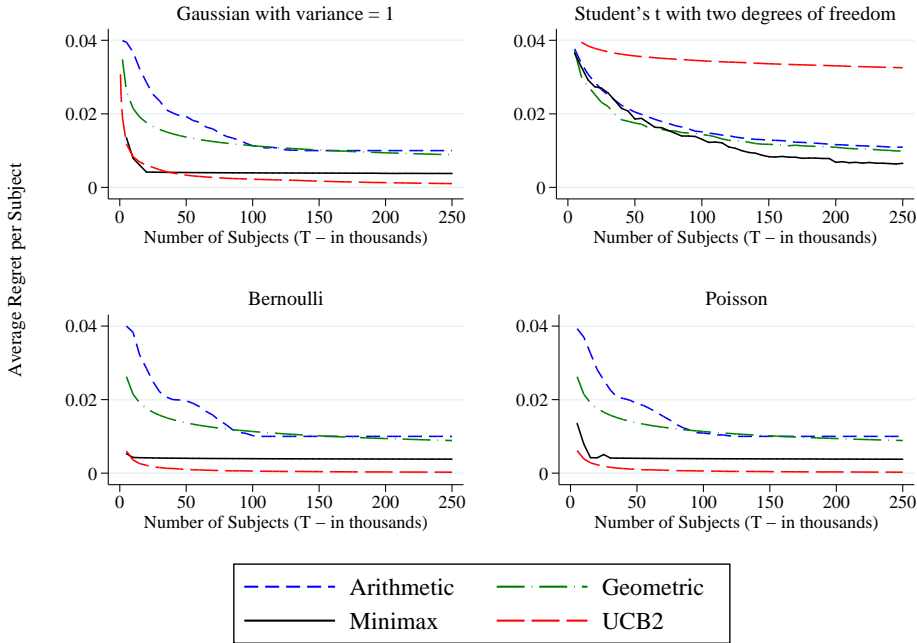 Gaussian with variance = 1
Student's t with two degrees of freedom
0.04
0.02
0
0 50 100 150 200 250
Number of Subjects (T − in thousands)
0.04
0.02
0
0 50 100 150 200 250
Number of Subjects (T − in thousands)
Average Regret per Subject
Bernoulli
Poisson
0.04
0.02
0
0 50 100 150 200 250
Number of Subjects (T − in thousands)
0.04
0.02
0
0 50 100 150 200 250
Number of Subjects (T − in thousands)
Arithmetic
Geometric
Minimax
UCB2